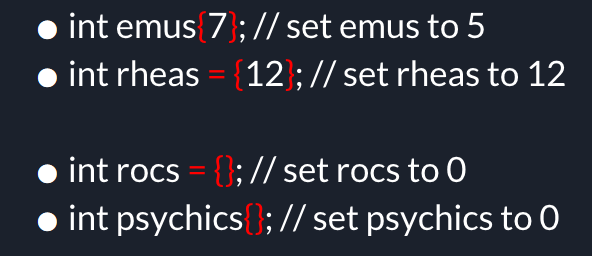 ● int emus{7}; // set emus to 5
● int rheas = {12}; // set rheas to 12
● int rocs = {}; // set rocs to 0
● int psychics{}; // set psychics to 0